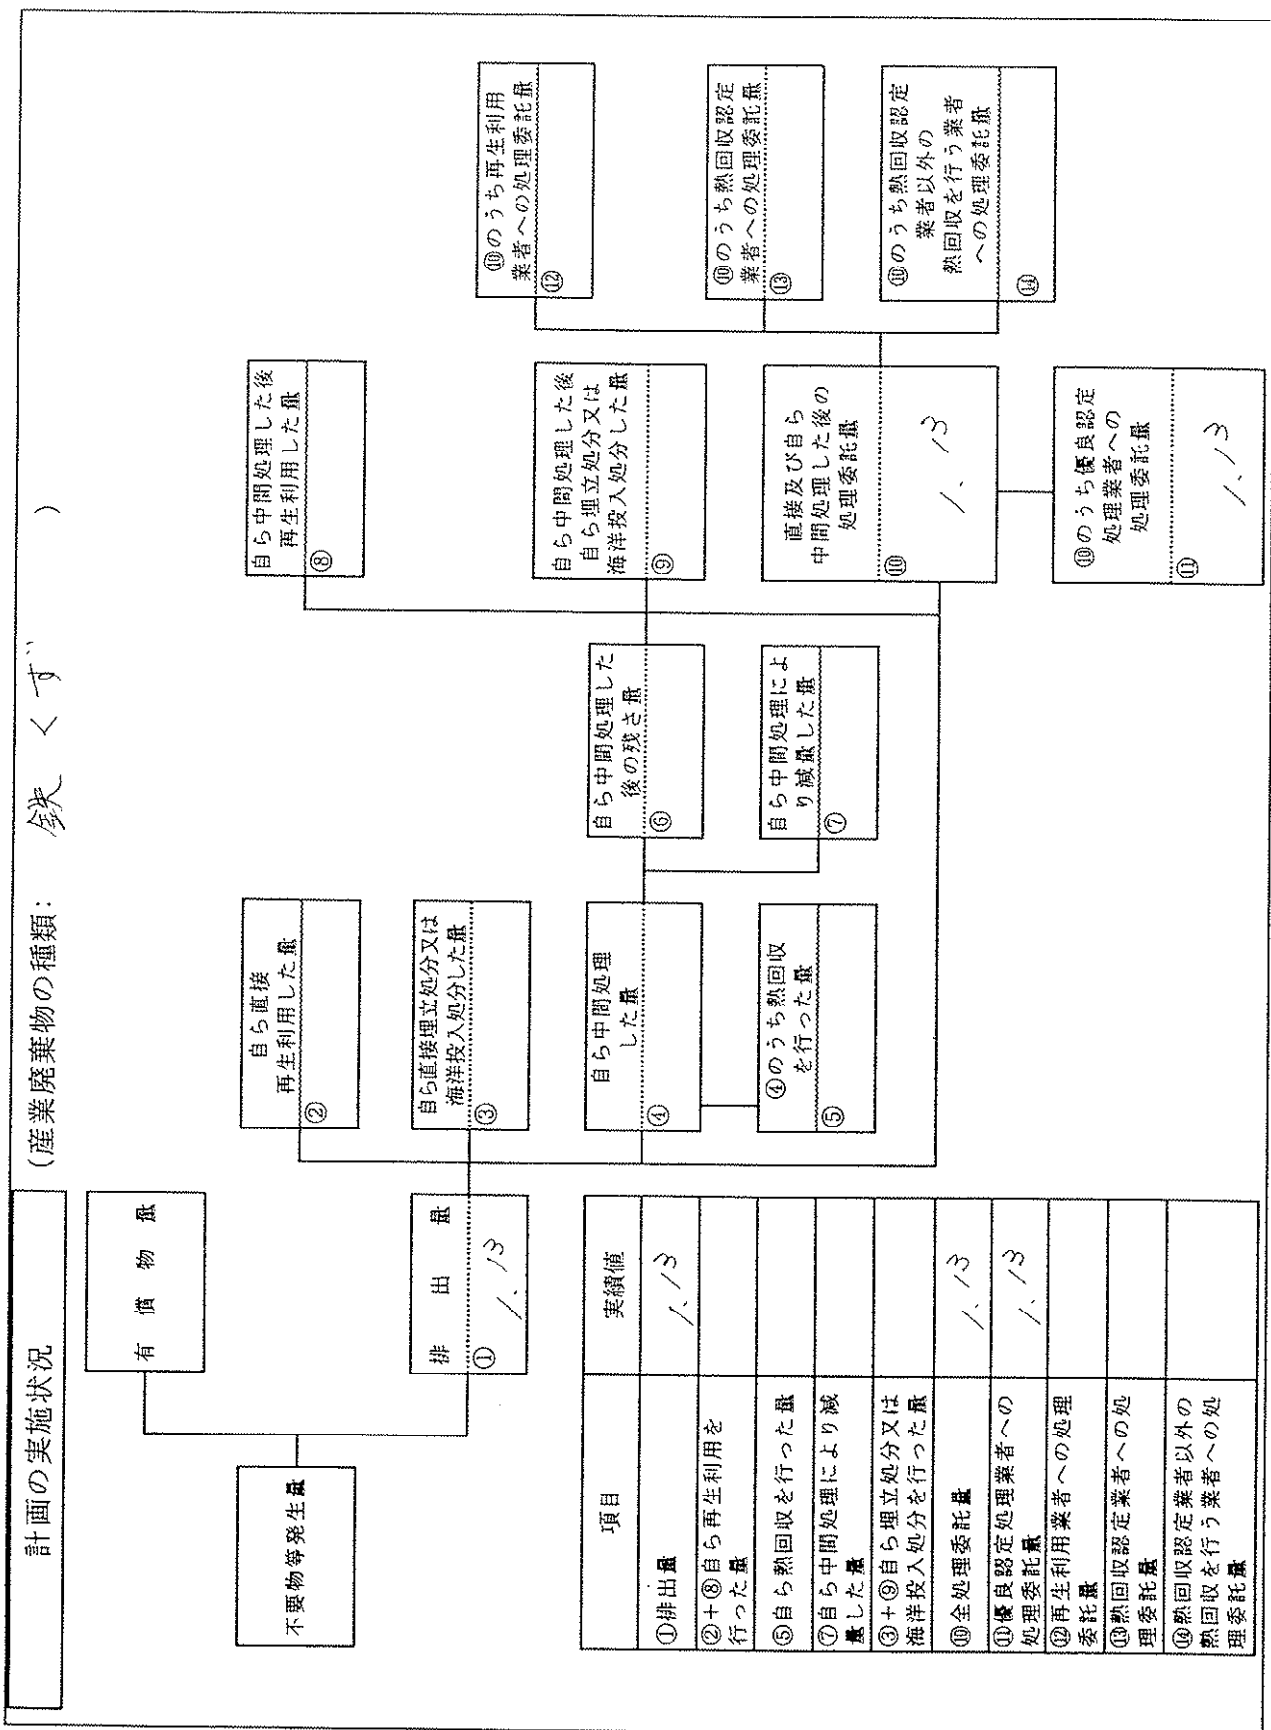 計画の実施状況
(産業廃棄物の種類: 鉄くず )
有償物量
不要物等発生量
排出量
① 1.13
自ら直接
再生利用した量
②
自ら直接埋立処分又は
海洋投入処分した量
③
自ら中間処理
した量
④
④のうち熱回収
を行った量
⑤
自ら中間処理した
後の残さ量
⑥
自ら中間処理によ
り減量した量
⑦
自ら中間処理した後
再生利用した量
⑧
自ら中間処理した後
自ら埋立処分又は
海洋投入処分した量
⑨
直接及び自ら
中間処理した後の
処理委託量
⑩ 1.13
⑩のうち優良認定
処理業者への
処理委託量
⑪ 1.13
⑩のうち再生利用
業者への処理委託量
⑫
⑩のうち熱回収認定
業者への処理委託量
⑬
⑩のうち熱回収認定
業者以外の
熱回収を行う業者
への処理委託量
⑭
項目 実績値
①排出量 1.13
②+⑧自ら再生利用を
行った量
⑤自ら熱回収を行った量
⑦自ら中間処理により減
量した量
③+⑨自ら埋立処分又は
海洋投入処分を行った量
⑩全処理委託量 1.13
⑪優良認定処理業者への
処理委託量 1.13
⑫再生利用業者への処理
委託量
⑬熱回収認定業者への処
理委託量
⑭熱回収認定業者以外の
熱回収を行う業者への処
理委託量